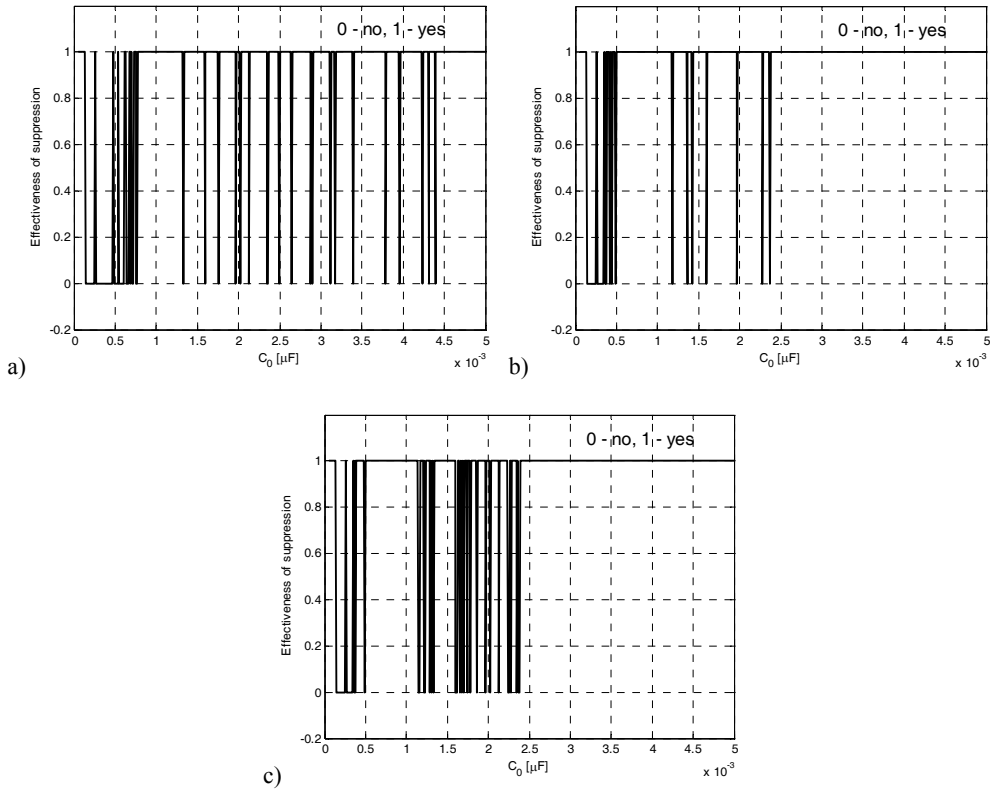 0 - no, 1 - yes
1
0.8
0.6
0.4
0.2
0
-0.2
Effectiveness of suppression
0 0.5 1 1.5 2 2.5 3 3.5 4 4.5 5
C0 [μF]
x 10-3
a)
0 - no, 1 - yes
1
0.8
0.6
0.4
0.2
0
-0.2
Effectiveness of suppression
0 0.5 1 1.5 2 2.5 3 3.5 4 4.5 5
C0 [μF]
x 10-3
b)
0 - no, 1 - yes
1
0.8
0.6
0.4
0.2
0
-0.2
Effectiveness of suppression
0 0.5 1 1.5 2 2.5 3 3.5 4 4.5 5
C0 [μF]
x 10-3
c)